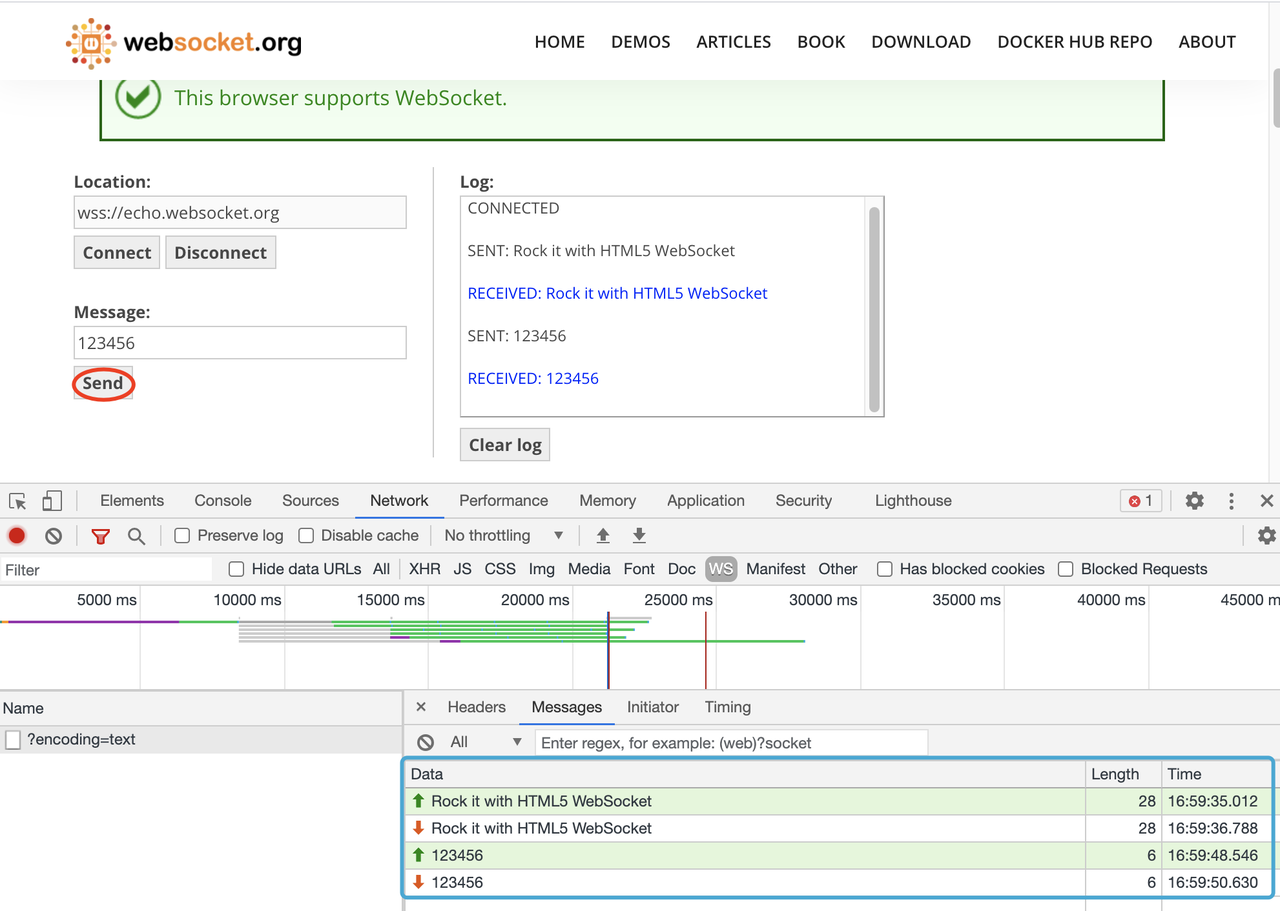 websocket.org HOME DEMOS ARTICLES BOOK DOWNLOAD DOCKER HUB REPO ABOUT
This browser supports WebSocket.
Location:
wss://echo.websocket.org
Connect Disconnect
Message:
123456
Send
Log:
CONNECTED
SENT: Rock it with HTML5 WebSocket
RECEIVED: Rock it with HTML5 WebSocket
SENT: 123456
RECEIVED: 123456
Clear log
Elements Console Sources Network Performance Memory Application Security Lighthouse 1
Preserve log Disable cache No throttling
Filter Hide data URLs All XHR JS CSS Img Media Font Doc WS Manifest Other Has blocked cookies Blocked Requests
5000 ms 10000 ms 15000 ms 20000 ms 25000 ms 30000 ms 35000 ms 40000 ms 45000 m
Name
?encoding=text
× Headers Messages Initiator Timing
All Enter regex, for example: (web)?socket
Data Length Time
Rock it with HTML5 WebSocket 28 16:59:35.012
Rock it with HTML5 WebSocket 28 16:59:36.788
123456 6 16:59:48.546
123456 6 16:59:50.630